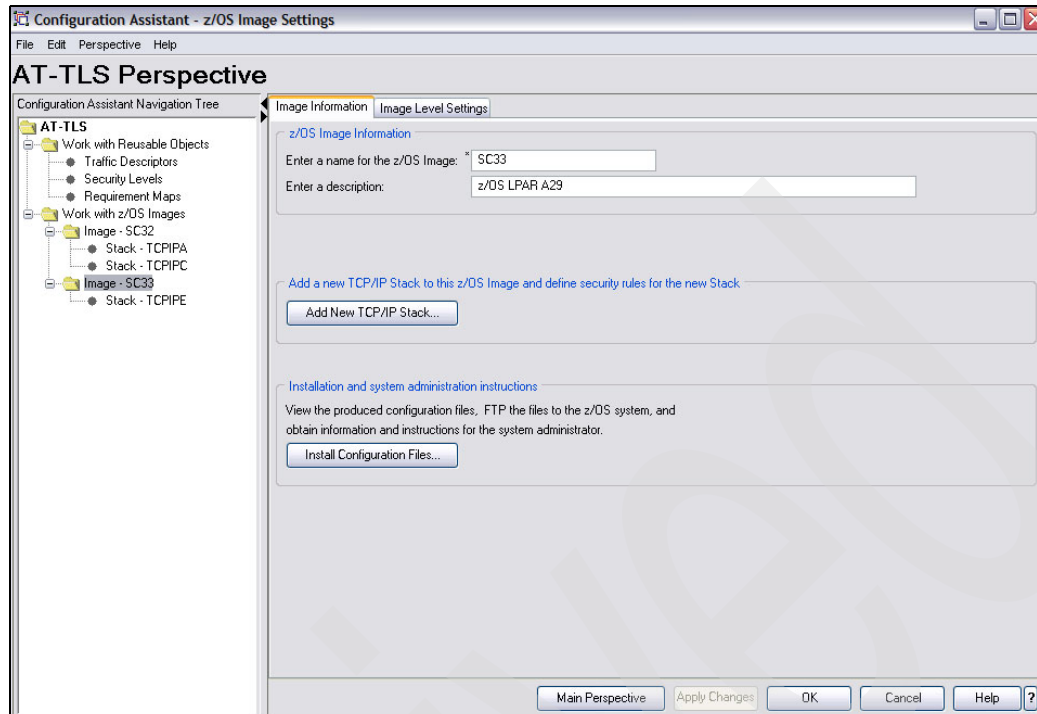 Configuration Assistant - z/OS Image Settings
File Edit Perspective Help
AT-TLS Perspective
Configuration Assistant Navigation Tree
AT-TLS
Work with Reusable Objects
Traffic Descriptors
Security Levels
Requirement Maps
Work with z/OS Images
Image - SC32
Stack - TCPIPA
Stack - TCPIPC
Image - SC33
Stack - TCPIPE
Image Information Image Level Settings
z/OS Image Information
Enter a name for the z/OS Image: * SC33
Enter a description: z/OS LPAR A29
Add a new TCP/IP Stack to this z/OS Image and define security rules for the new Stack
Add New TCP/IP Stack...
Installation and system administration instructions
View the produced configuration files, FTP the files to the z/OS system, and
obtain information and instructions for the system administrator.
Install Configuration Files...
Main Perspective Apply Changes OK Cancel Help ?